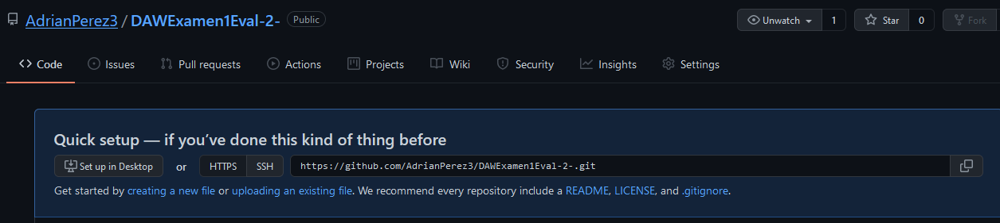 AdrianPerez3 / DAWExamen1Eval-2- Public Unwatch 1 Star 0 Fork
Code Issues Pull requests Actions Projects Wiki Security Insights Settings
Quick setup — if you’ve done this kind of thing before
Set up in Desktop or HTTPS SSH https://github.com/AdrianPerez3/DAWExamen1Eval-2-.git
Get started by creating a new file or uploading an existing file. We recommend every repository include a README, LICENSE, and .gitignore.